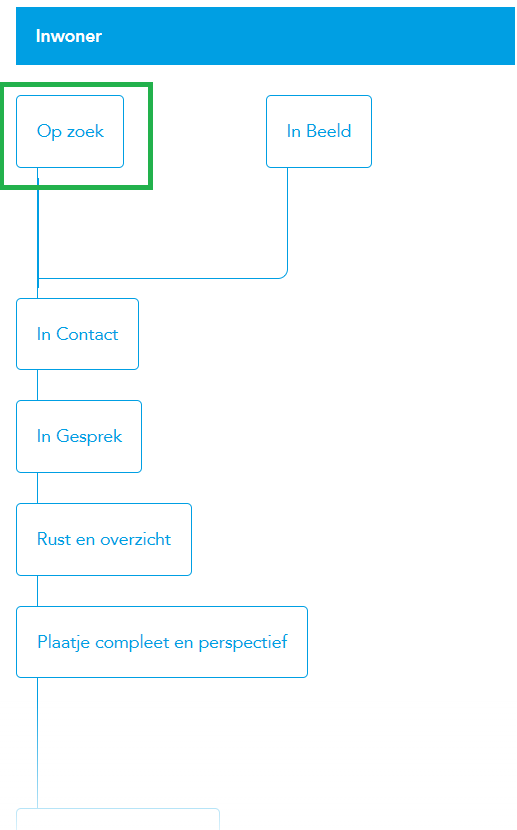 Inwoner
Op zoek
In Beeld
In Contact
In Gesprek
Rust en overzicht
Plaatje compleet en perspectief